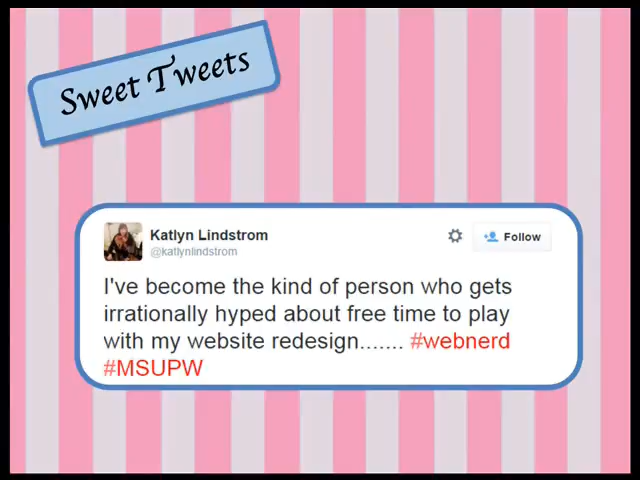 Sweet Tweets
Katlyn Lindstrom
@katlynlindstrom
Follow
I've become the kind of person who gets
irrationally hyped about free time to play
with my website redesign....... #webnerd
#MSUPW